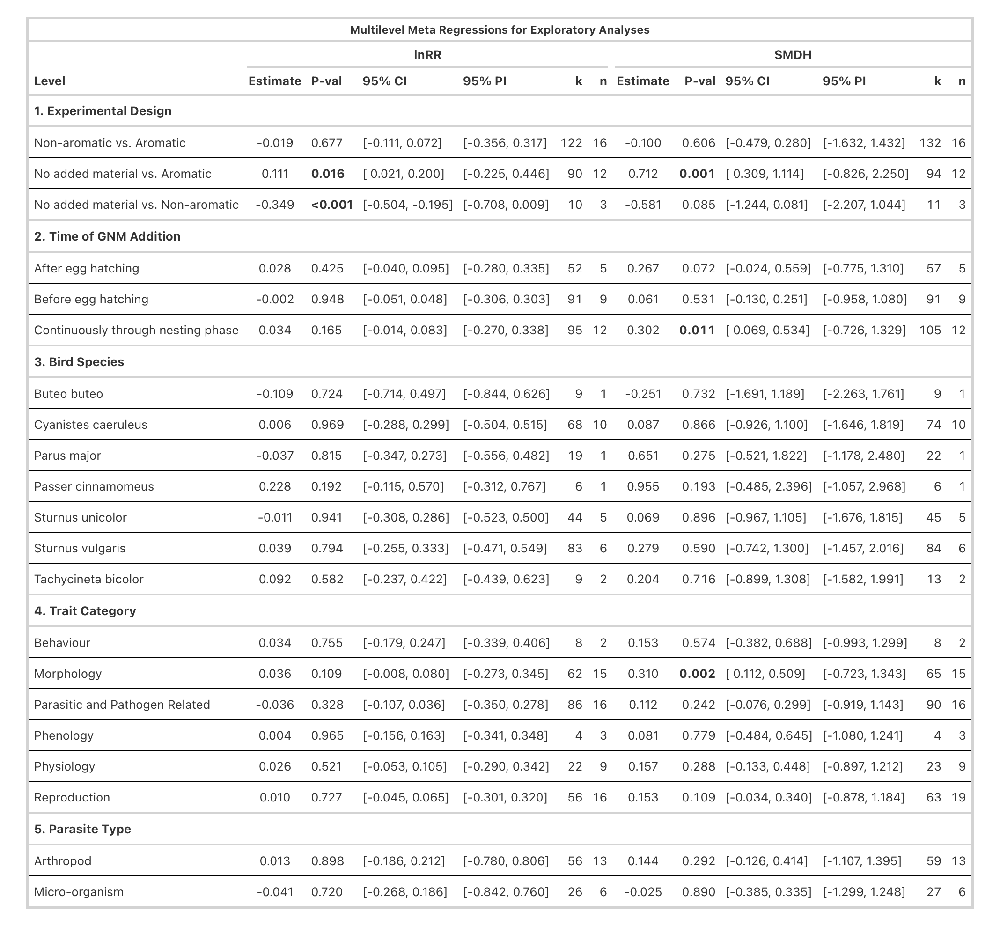 Multilevel Meta Regressions for Exploratory Analyses
lnRR SMDH
Level Estimate P-val 95% CI 95% PI k n Estimate P-val 95% CI 95% PI k n
1. Experimental Design
Non-aromatic vs. Aromatic -0.019 0.677 [-0.111, 0.072] [-0.356, 0.317] 122 16 -0.100 0.606 [-0.479, 0.280] [-1.632, 1.432] 132 16
No added material vs. Aromatic 0.111 0.016 [ 0.021, 0.200] [-0.225, 0.446] 90 12 0.712 0.001 [ 0.309, 1.114] [-0.826, 2.250] 94 12
No added material vs. Non-aromatic -0.349 <0.001 [-0.504, -0.195] [-0.708, 0.009] 10 3 -0.581 0.085 [-1.244, 0.081] [-2.207, 1.044] 11 3
2. Time of GNM Addition
After egg hatching 0.028 0.425 [-0.040, 0.095] [-0.280, 0.335] 52 5 0.267 0.072 [-0.024, 0.559] [-0.775, 1.310] 57 5
Before egg hatching -0.002 0.948 [-0.051, 0.048] [-0.306, 0.303] 91 9 0.061 0.531 [-0.130, 0.251] [-0.958, 1.080] 91 9
Continuously through nesting phase 0.034 0.165 [-0.014, 0.083] [-0.270, 0.338] 95 12 0.302 0.011 [ 0.069, 0.534] [-0.726, 1.329] 105 12
3. Bird Species
Buteo buteo -0.109 0.724 [-0.714, 0.497] [-0.844, 0.626] 9 1 -0.251 0.732 [-1.691, 1.189] [-2.263, 1.761] 9 1
Cyanistes caeruleus 0.006 0.969 [-0.288, 0.299] [-0.504, 0.515] 68 10 0.087 0.866 [-0.926, 1.100] [-1.646, 1.819] 74 10
Parus major -0.037 0.815 [-0.347, 0.273] [-0.556, 0.482] 19 1 0.651 0.275 [-0.521, 1.822] [-1.178, 2.480] 22 1
Passer cinnamomeus 0.228 0.192 [-0.115, 0.570] [-0.312, 0.767] 6 1 0.955 0.193 [-0.485, 2.396] [-1.057, 2.968] 6 1
Sturnus unicolor -0.011 0.941 [-0.308, 0.286] [-0.523, 0.500] 44 5 0.069 0.896 [-0.967, 1.105] [-1.676, 1.815] 45 5
Sturnus vulgaris 0.039 0.794 [-0.255, 0.333] [-0.471, 0.549] 83 6 0.279 0.590 [-0.742, 1.300] [-1.457, 2.016] 84 6
Tachycineta bicolor 0.092 0.582 [-0.237, 0.422] [-0.439, 0.623] 9 2 0.204 0.716 [-0.899, 1.308] [-1.582, 1.991] 13 2
4. Trait Category
Behaviour 0.034 0.755 [-0.179, 0.247] [-0.339, 0.406] 8 2 0.153 0.574 [-0.382, 0.688] [-0.993, 1.299] 8 2
Morphology 0.036 0.109 [-0.008, 0.080] [-0.273, 0.345] 62 15 0.310 0.002 [ 0.112, 0.509] [-0.723, 1.343] 65 15
Parasitic and Pathogen Related -0.036 0.328 [-0.107, 0.036] [-0.350, 0.278] 86 16 0.112 0.242 [-0.076, 0.299] [-0.919, 1.143] 90 16
Phenology 0.004 0.965 [-0.156, 0.163] [-0.341, 0.348] 4 3 0.081 0.779 [-0.484, 0.645] [-1.080, 1.241] 4 3
Physiology 0.026 0.521 [-0.053, 0.105] [-0.290, 0.342] 22 9 0.157 0.288 [-0.133, 0.448] [-0.897, 1.212] 23 9
Reproduction 0.010 0.727 [-0.045, 0.065] [-0.301, 0.320] 56 16 0.153 0.109 [-0.034, 0.340] [-0.878, 1.184] 63 19
5. Parasite Type
Arthropod 0.013 0.898 [-0.186, 0.212] [-0.780, 0.806] 56 13 0.144 0.292 [-0.126, 0.414] [-1.107, 1.395] 59 13
Micro-organism -0.041 0.720 [-0.268, 0.186] [-0.842, 0.760] 26 6 -0.025 0.890 [-0.385, 0.335] [-1.299, 1.248] 27 6